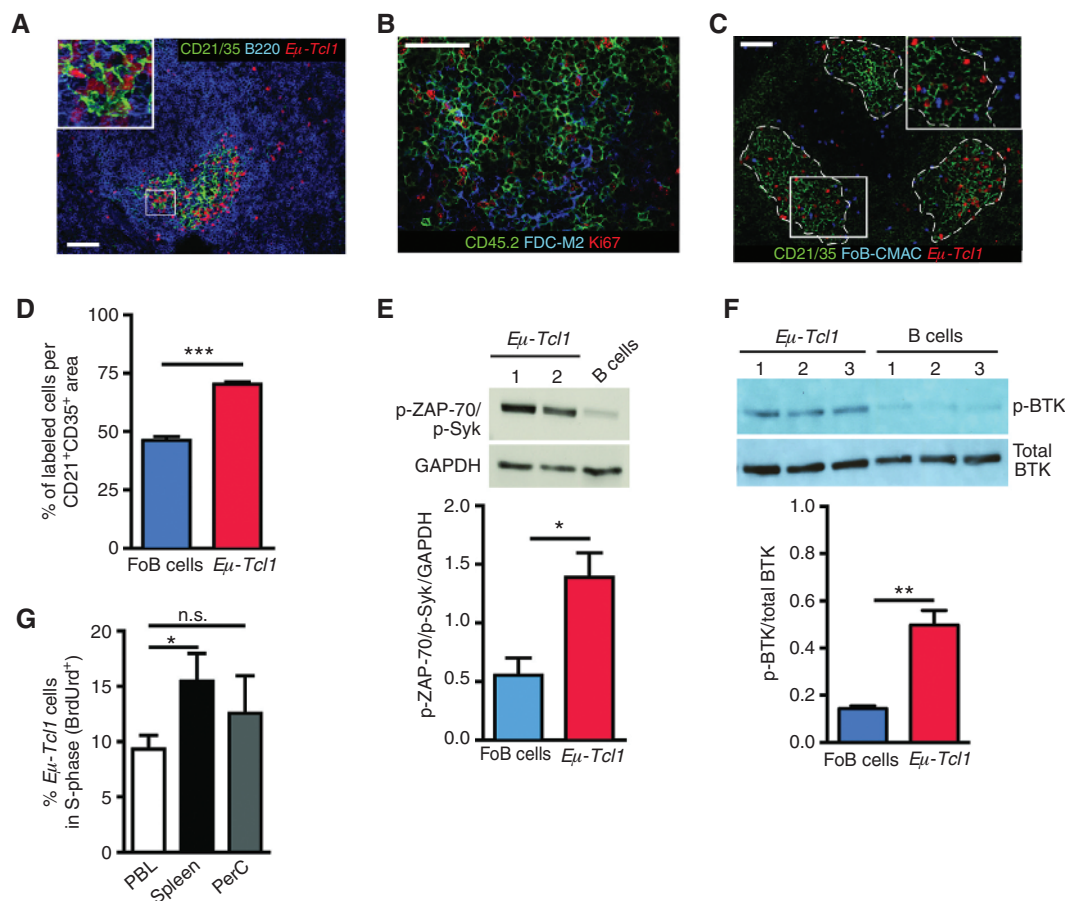 A
CD21/35 B220 Eμ-Tcl1
B
CD45.2 FDC-M2 Ki67
C
CD21/35 FoB-CMAC Eμ-Tcl1
D
% of labeled cells per
CD21+CD35+ area
100
75
50
25
0
***
FoB cells Eμ-Tcl1
E
Eμ-Tcl1
B cells
1 2
p-ZAP-70/
p-Syk
GAPDH
p-ZAP-70/p-Syk/GAPDH
2.0
1.5
1.0
0.5
0.0
*
FoB cells Eμ-Tcl1
F
Eμ-Tcl1 B cells
1 2 3 1 2 3
p-BTK
Total
BTK
p-BTK/total BTK
1.0
0.8
0.6
0.4
0.2
0.0
**
FoB cells Eμ-Tcl1
G
% Eμ-Tcl1 cells
in S-phase (BrdUrd+)
20
15
10
5
0
n.s.
*
PBL
Spleen
PerC